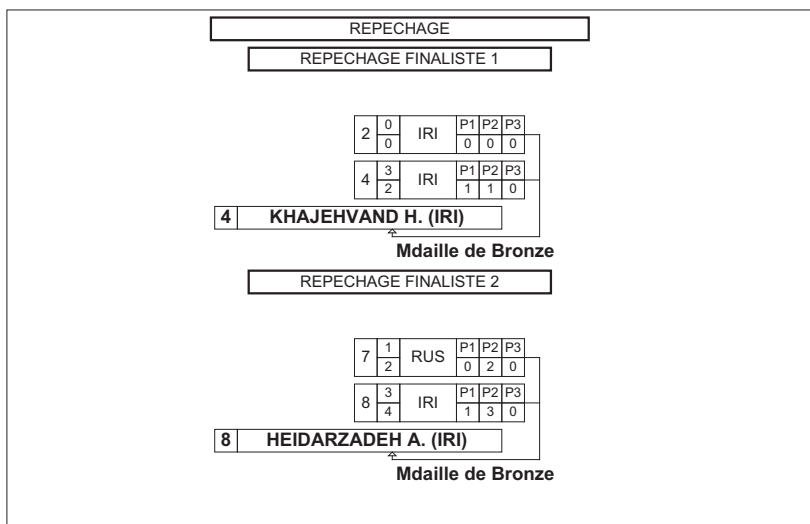 REPECHAGE
REPECHAGE FINALISTE 1
2 0 IRI P1 P2 P3
0 0 0 0
4 3 IRI P1 P2 P3
2 1 1 0
4 KHAJEHVAND H. (IRI)
Mdaille de Bronze
REPECHAGE FINALISTE 2
7 1 RUS P1 P2 P3
2 0 2 0
8 3 IRI P1 P2 P3
4 1 3 0
8 HEIDARZADEH A. (IRI)
Mdaille de Bronze